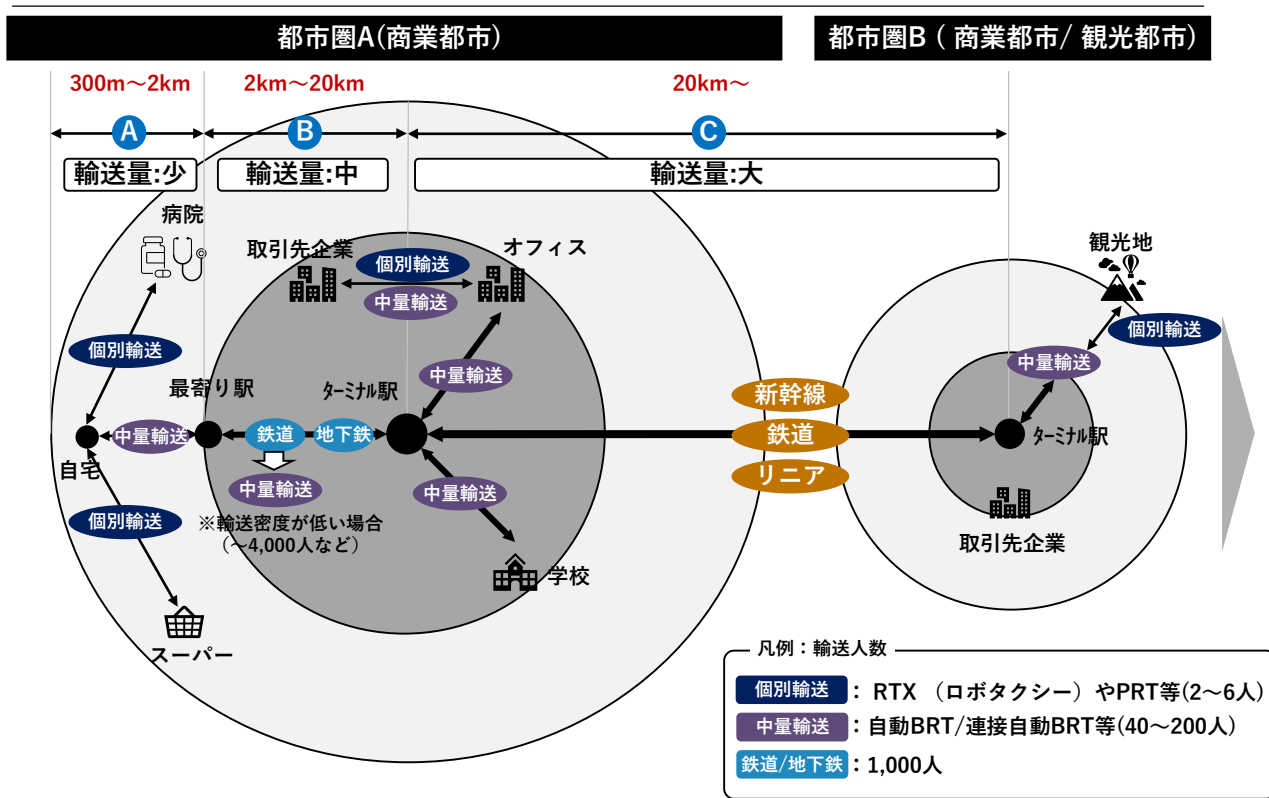 都市圏A(商業都市)
都市圏B ( 商業都市/ 観光都市)
300m～2km
2km～20km
20km～
A
B
C
輸送量:少
輸送量:中
輸送量:大
病院
取引先企業
オフィス
観光地
個別輸送
中量輸送
個別輸送
中量輸送
個別輸送
中量輸送
最寄り駅
ターミナル駅
新幹線
自宅
中量輸送
鉄道
地下鉄
鉄道
ターミナル駅
リニア
中量輸送
中量輸送
個別輸送
※輸送密度が低い場合
(～4,000人など)
学校
取引先企業
スーパー
凡例：輸送人数
個別輸送 ： RTX （ロボタクシー）やPRT等(2～6人)
中量輸送 ：自動BRT/連接自動BRT等(40～200人)
鉄道/地下鉄 ：1,000人